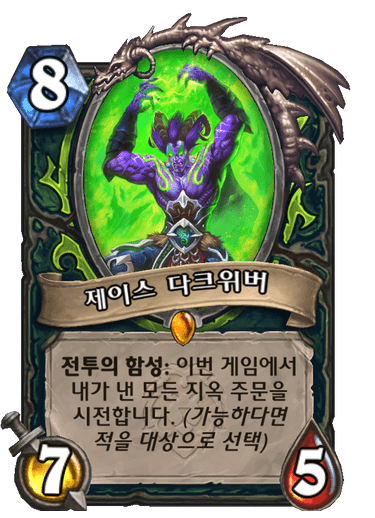 8
제이스 다크위버
전투의 함성: 이번 게임에서
내가 낸 모든 지옥 주문을
시전합니다. (가능하다면
적을 대상으로 선택)
7
5